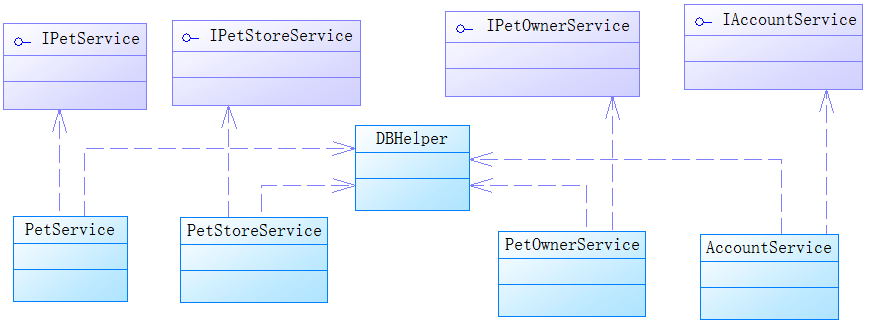 IPetService
IPetStoreService
IPetOwnerService
IAccountService
DBHelper
PetService
PetStoreService
PetOwnerService
AccountService